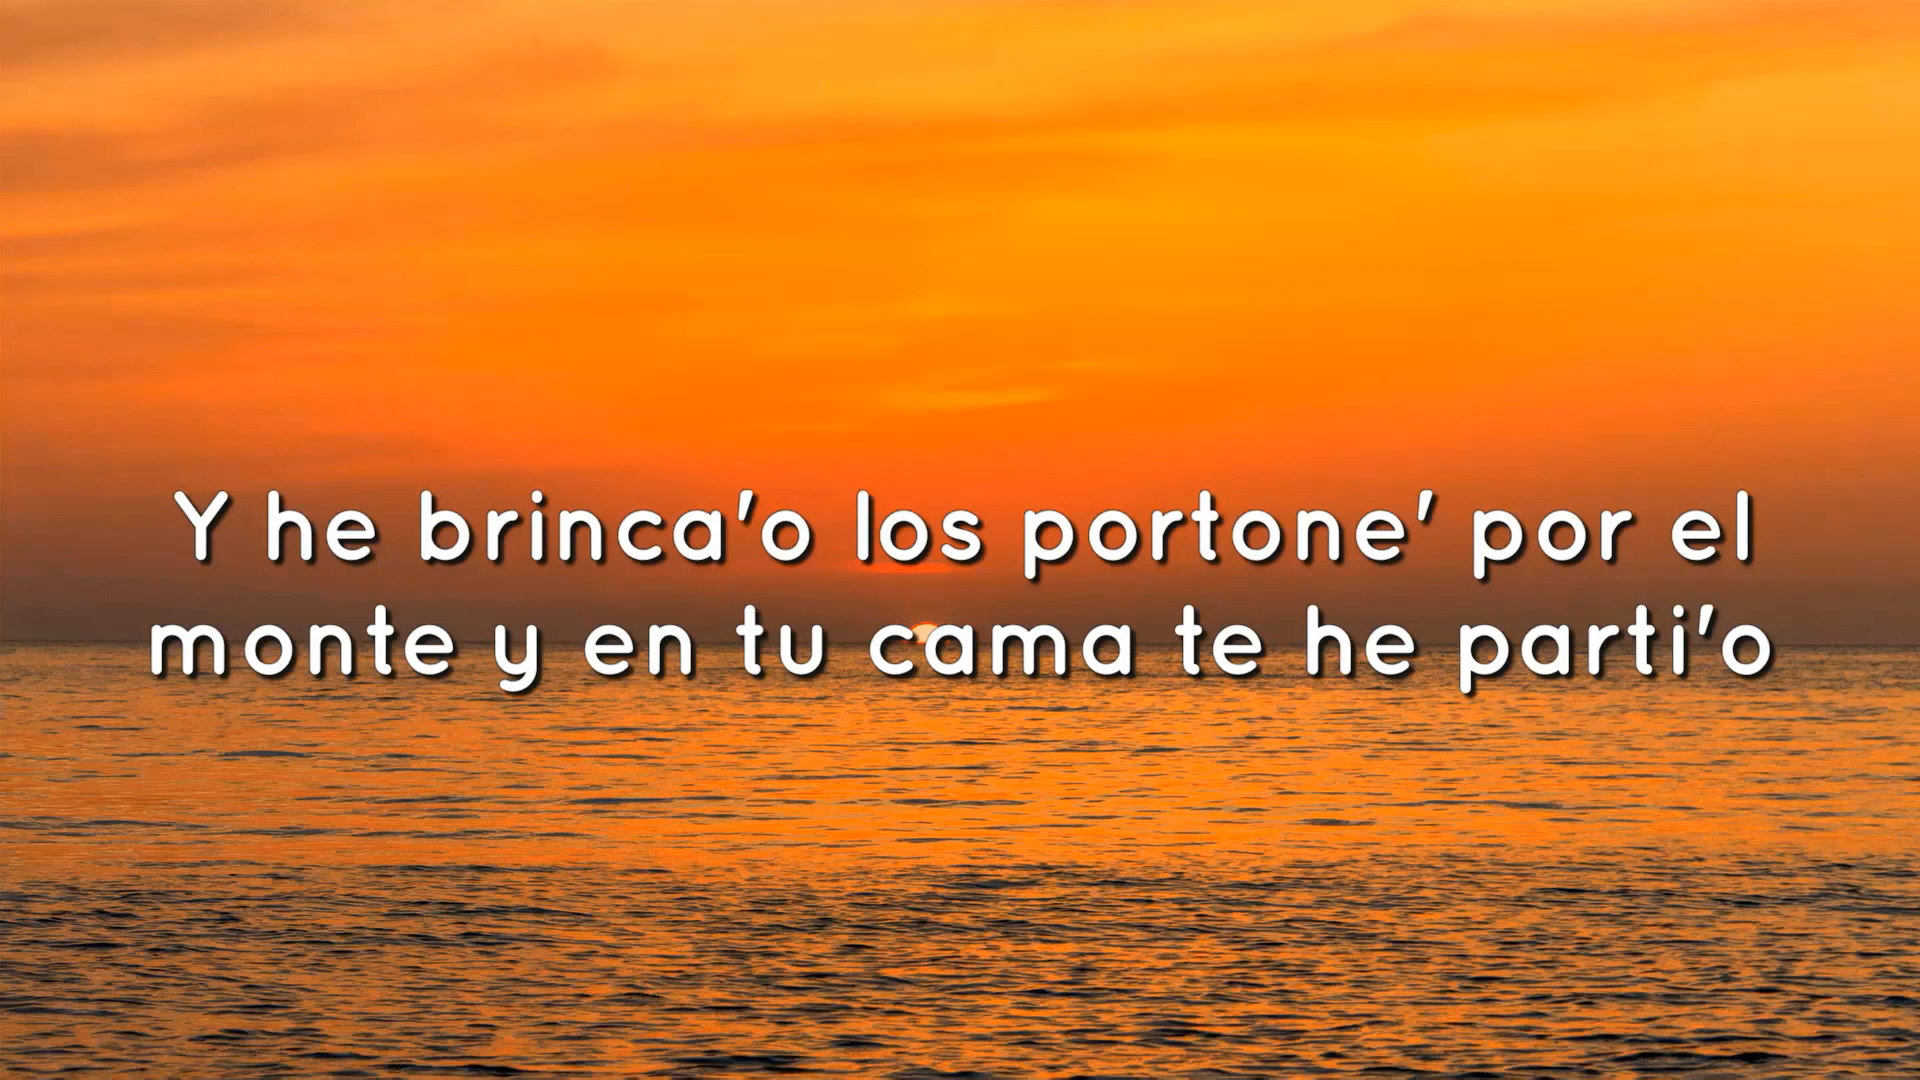 Y he brinca'o los portone' por el
monte y en tu cama te he parti'o